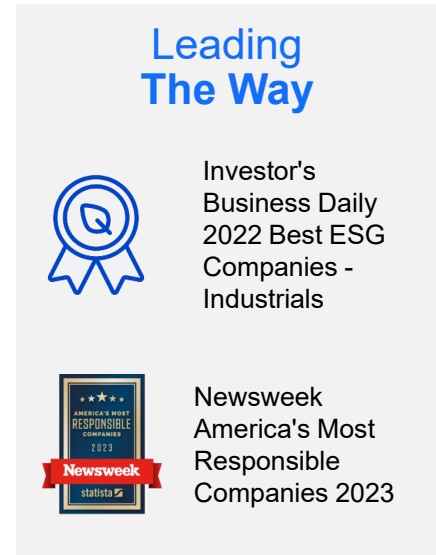 Leading
The Way
Investor's
Business Daily
2022 Best ESG
Companies -
Industrials
AMERICA'S MOST
RESPONSIBLE
COMPANIES
2023
Newsweek
statista
Newsweek
America's Most
Responsible
Companies 2023